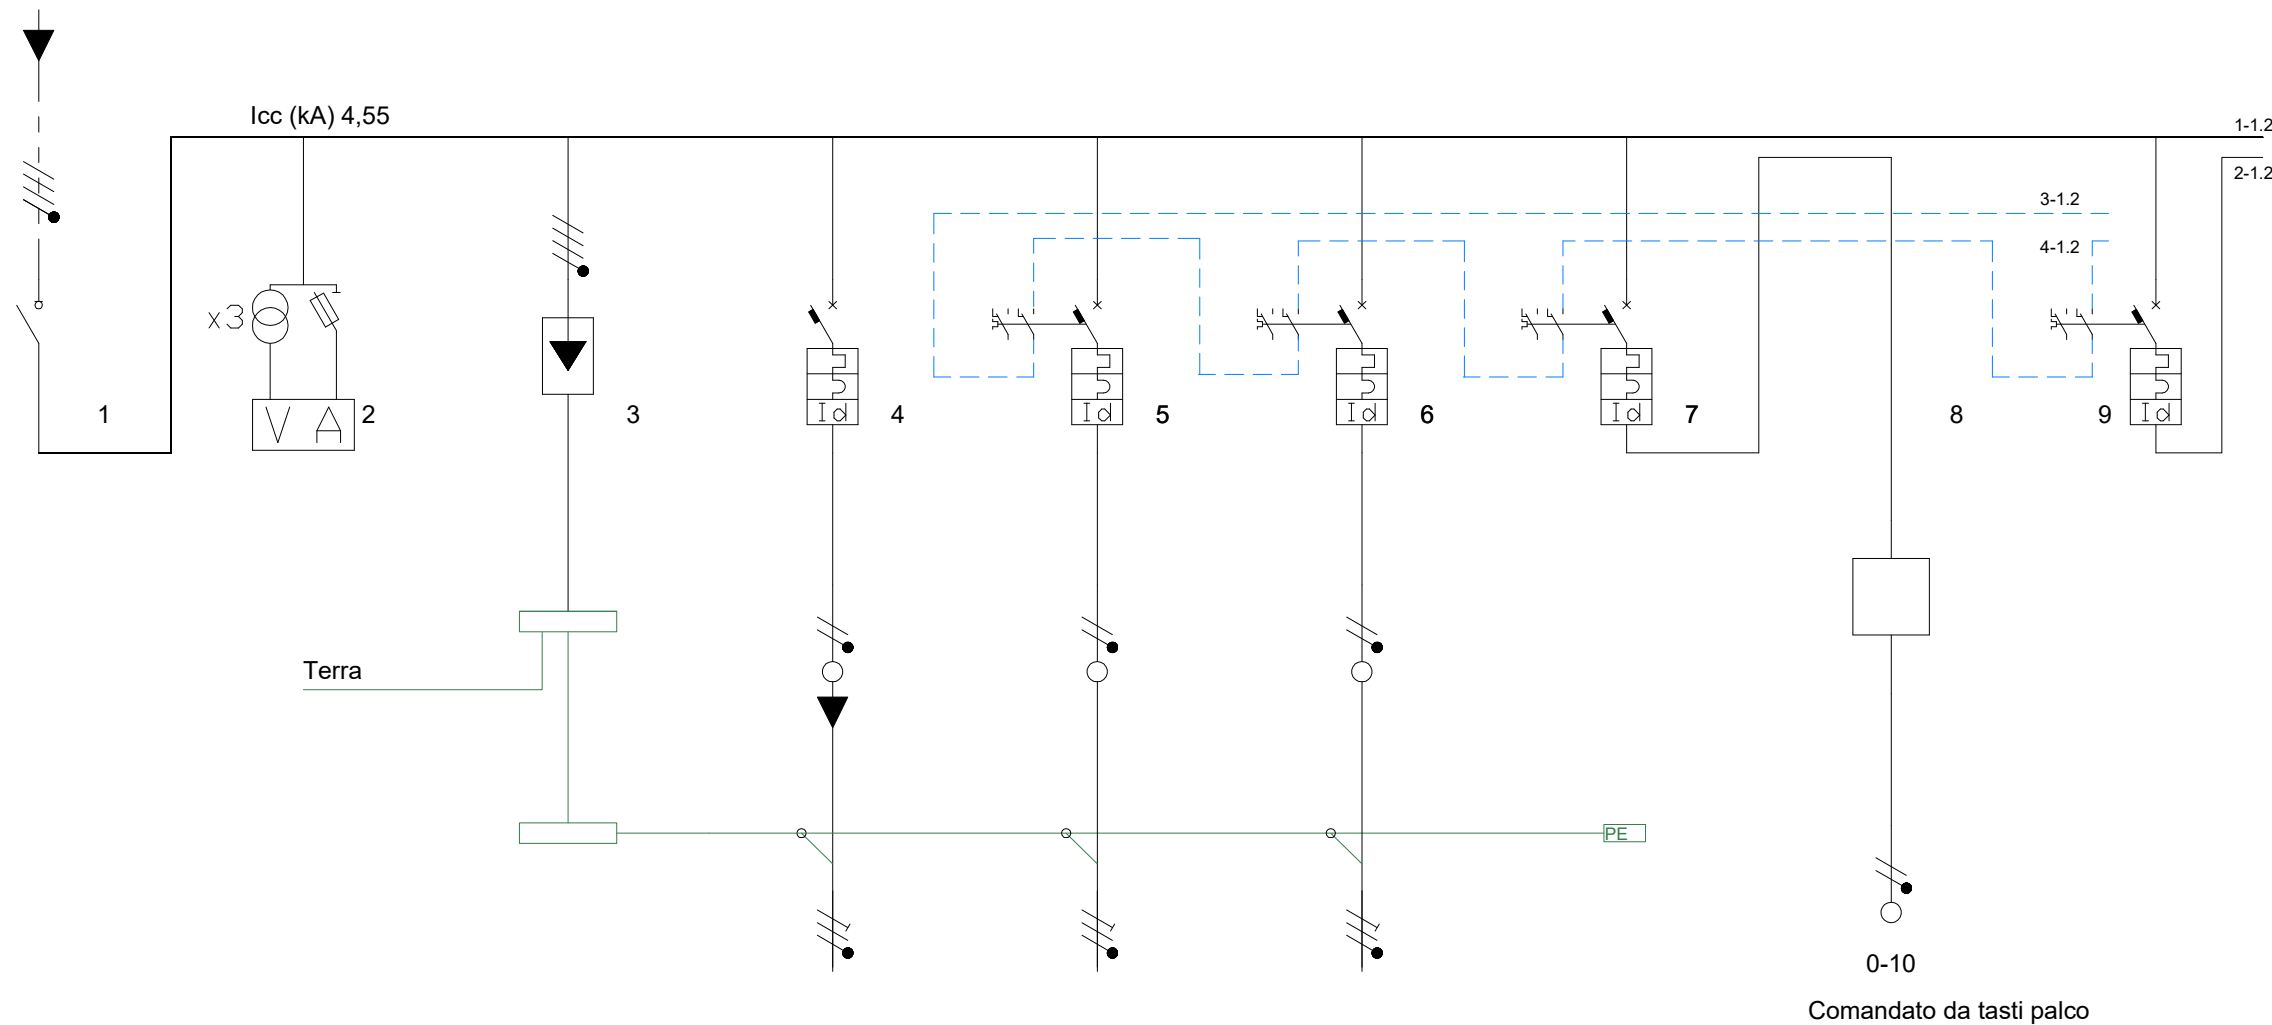 Icc (kA) 4,55
1-1.2
2-1.2
3-1.2
4-1.2
x3
V A
1
2
3
4
5
6
7
8
9
Id
Id
Id
Id
Id
Terra
PE
0-10
Comandato da tasti palco